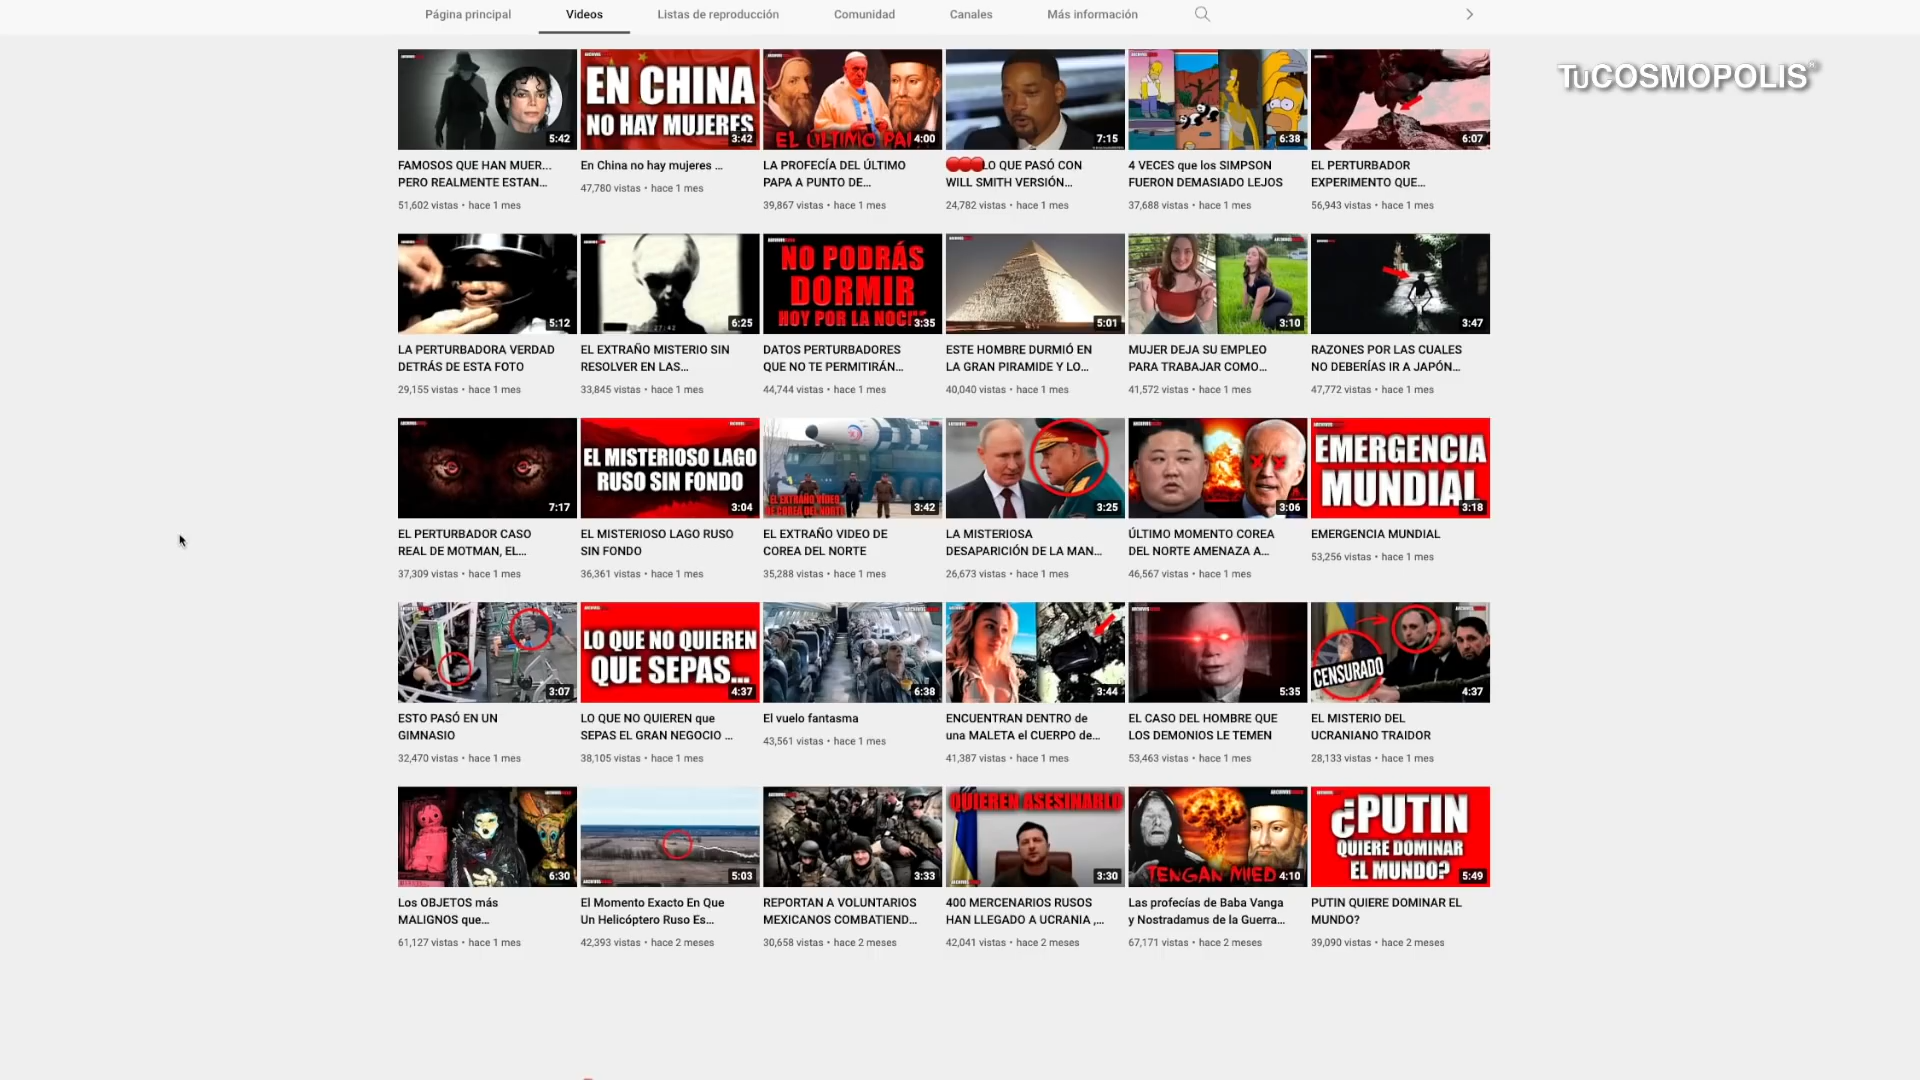 Página principal
Videos
Listas de reproducción
Comunidad
Canales
Más información
TuCOSMOPOLIS®
5:42
EN CHINA
NO HAY MUJERES
3:42
EL ÚLTIMO PA
4:00
7:15
6:38
6:07
FAMOSOS QUE HAN MUER...
PERO REALMENTE ESTAN...
51,602 vistas • hace 1 mes
En China no hay mujeres ...
47,780 vistas • hace 1 mes
LA PROFECÍA DEL ÚLTIMO
PAPA A PUNTO DE...
39,867 vistas • hace 1 mes
LO QUE PASÓ CON
WILL SMITH VERSIÓN...
24,782 vistas • hace 1 mes
4 VECES que los SIMPSON
FUERON DEMASIADO LEJOS
37,688 vistas • hace 1 mes
EL PERTURBADOR
EXPERIMENTO QUE...
56,943 vistas • hace 1 mes
5:12
6:25
NO PODRÁS
DORMIR
HOY POR LA NOC
3:35
5:01
3:10
3:47
LA PERTURBADORA VERDAD
DETRÁS DE ESTA FOTO
29,155 vistas • hace 1 mes
EL EXTRAÑO MISTERIO SIN
RESOLVER EN LAS...
33,845 vistas • hace 1 mes
DATOS PERTURBADORES
QUE NO TE PERMITIRÁN...
44,744 vistas • hace 1 mes
ESTE HOMBRE DURMIÓ EN
LA GRAN PIRAMIDE Y LO...
40,040 vistas • hace 1 mes
MUJER DEJA SU EMPLEO
PARA TRABAJAR COMO...
41,572 vistas • hace 1 mes
RAZONES POR LAS CUALES
NO DEBERÍAS IR A JAPÓN...
47,772 vistas • hace 1 mes
7:17
EL MISTERIOSO LAGO
RUSO SIN FONDO
3:04
EL EXTRAÑO VIDEO
DE COREA DEL NORTE
3:42
3:25
3:06
EMERGENCIA
MUNDIAL
3:18
EL PERTURBADOR CASO
REAL DE MOTMAN, EL...
37,309 vistas • hace 1 mes
EL MISTERIOSO LAGO RUSO
SIN FONDO
36,361 vistas • hace 1 mes
EL EXTRAÑO VIDEO DE
COREA DEL NORTE
35,288 vistas • hace 1 mes
LA MISTERIOSA
DESAPARICIÓN DE LA MAN...
26,673 vistas • hace 1 mes
ÚLTIMO MOMENTO COREA
DEL NORTE AMENAZA A...
46,567 vistas • hace 1 mes
EMERGENCIA MUNDIAL
53,256 vistas • hace 1 mes
3:07
LO QUE NO QUIEREN
QUE SEPAS...
4:37
6:38
3:44
5:35
CENSURADO
4:37
ESTO PASÓ EN UN
GIMNASIO
32,470 vistas • hace 1 mes
LO QUE NO QUIEREN que
SEPAS EL GRAN NEGOCIO ...
38,105 vistas • hace 1 mes
El vuelo fantasma
43,561 vistas • hace 1 mes
ENCUENTRAN DENTRO de
una MALETA el CUERPO de...
41,387 vistas • hace 1 mes
EL CASO DEL HOMBRE QUE
LOS DEMONIOS LE TEMEN
53,463 vistas • hace 1 mes
EL MISTERIO DEL
UCRANIANO TRAIDOR
28,133 vistas • hace 1 mes
6:30
5:03
3:33
QUIEREN ASESINARLO
3:30
TENGAN MIED
4:10
¿PUTIN
QUIERE DOMINAR
EL MUNDO?
5:49
Los OBJETOS más
MALIGNOS que...
61,127 vistas • hace 1 mes
El Momento Exacto En Que
Un Helicóptero Ruso Es...
42,393 vistas • hace 2 meses
REPORTAN A VOLUNTARIOS
MEXICANOS COMBATIEND...
30,658 vistas • hace 2 meses
400 MERCENARIOS RUSOS
HAN LLEGADO A UCRANIA ,...
42,041 vistas • hace 2 meses
Las profecías de Baba Vanga
y Nostradamus de la Guerra...
67,171 vistas • hace 2 meses
PUTIN QUIERE DOMINAR EL
MUNDO?
39,090 vistas • hace 2 meses